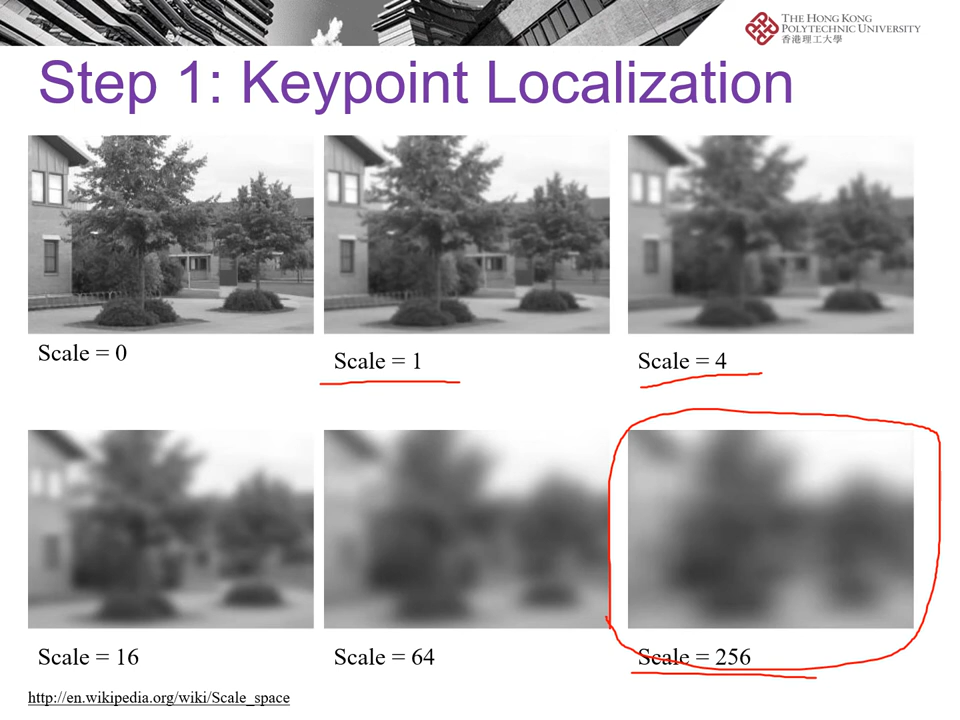 THE HONG KONG
POLYTECHNIC UNIVERSITY
香港理工大學
Step 1: Keypoint Localization
Scale = 0
Scale = 1
Scale = 4
Scale = 16
Scale = 64
Scale = 256
http://en.wikipedia.org/wiki/Scale_space